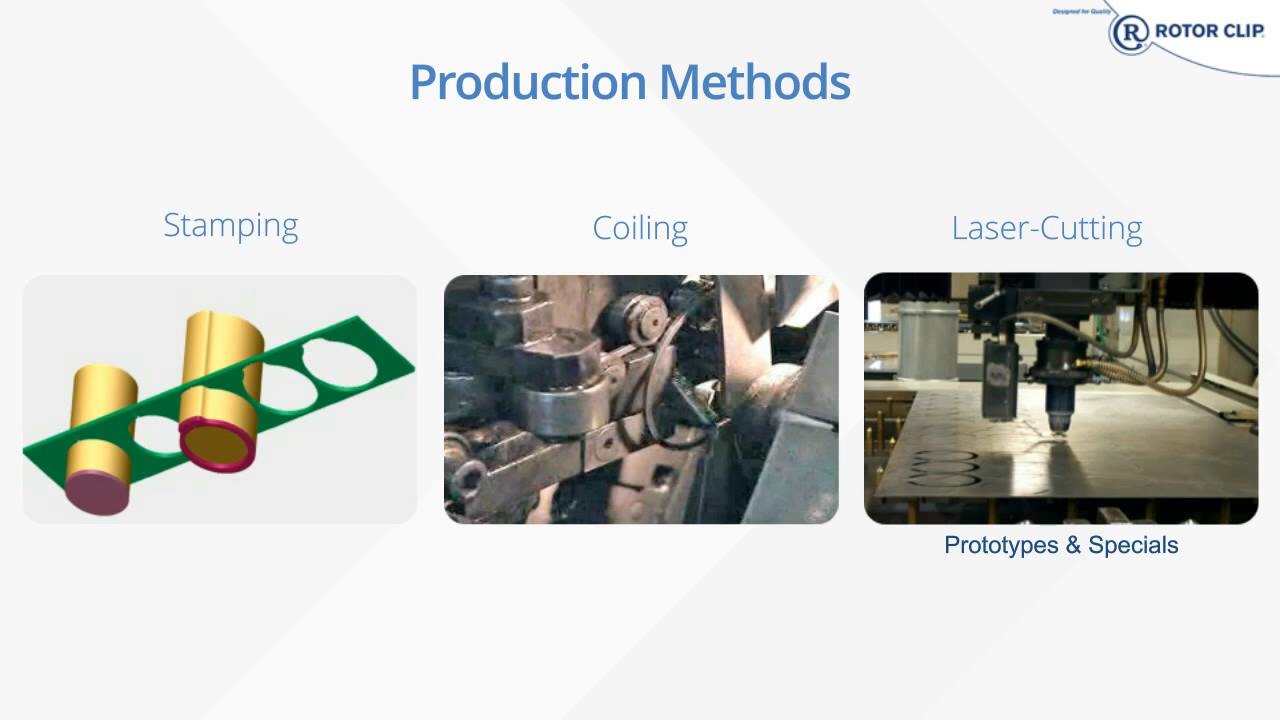 Designed for Quality
R ROTOR CLIP
Production Methods
Stamping
Coiling
Laser-Cutting
Prototypes & Specials